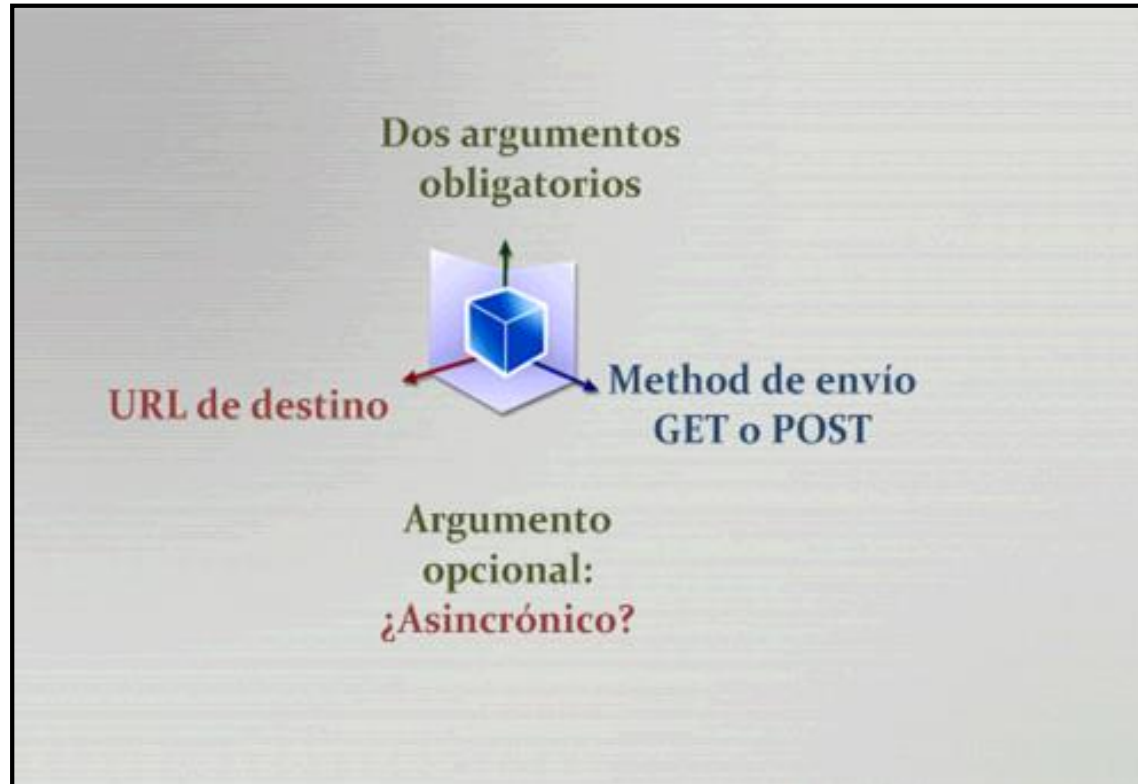 Dos argumentos
obligatorios
URL de destino
Method de envío
GET o POST
Argumento
opcional:
¿Asincrónico?